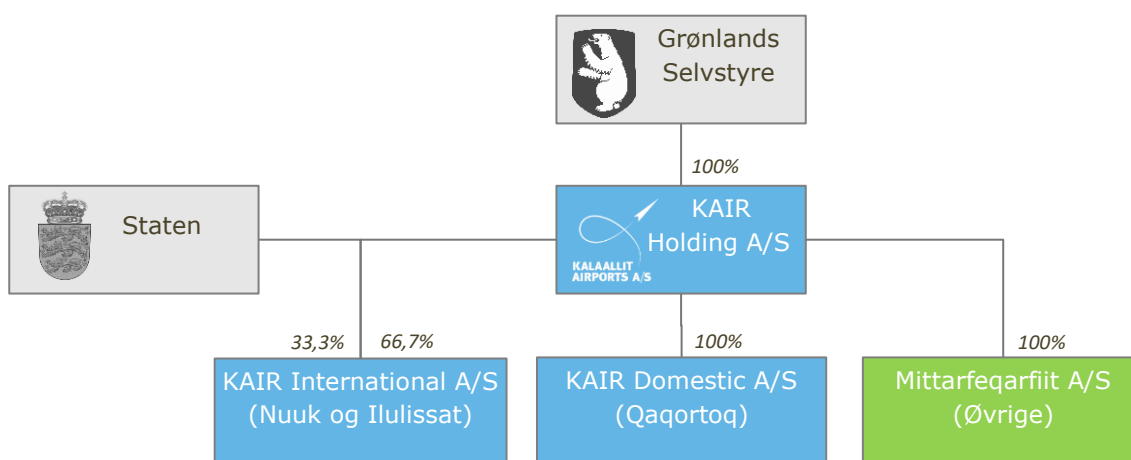 Grønlands
Selvstyre
100%
Staten
KAIR
Holding A/S
KALAALLIT
AIRPORTS A/S
33,3%
66,7%
100%
100%
KAIR International A/S
(Nuuk og Ilulissat)
KAIR Domestic A/S
(Qaqortoq)
Mittarfeqarfiit A/S
(Øvrige)